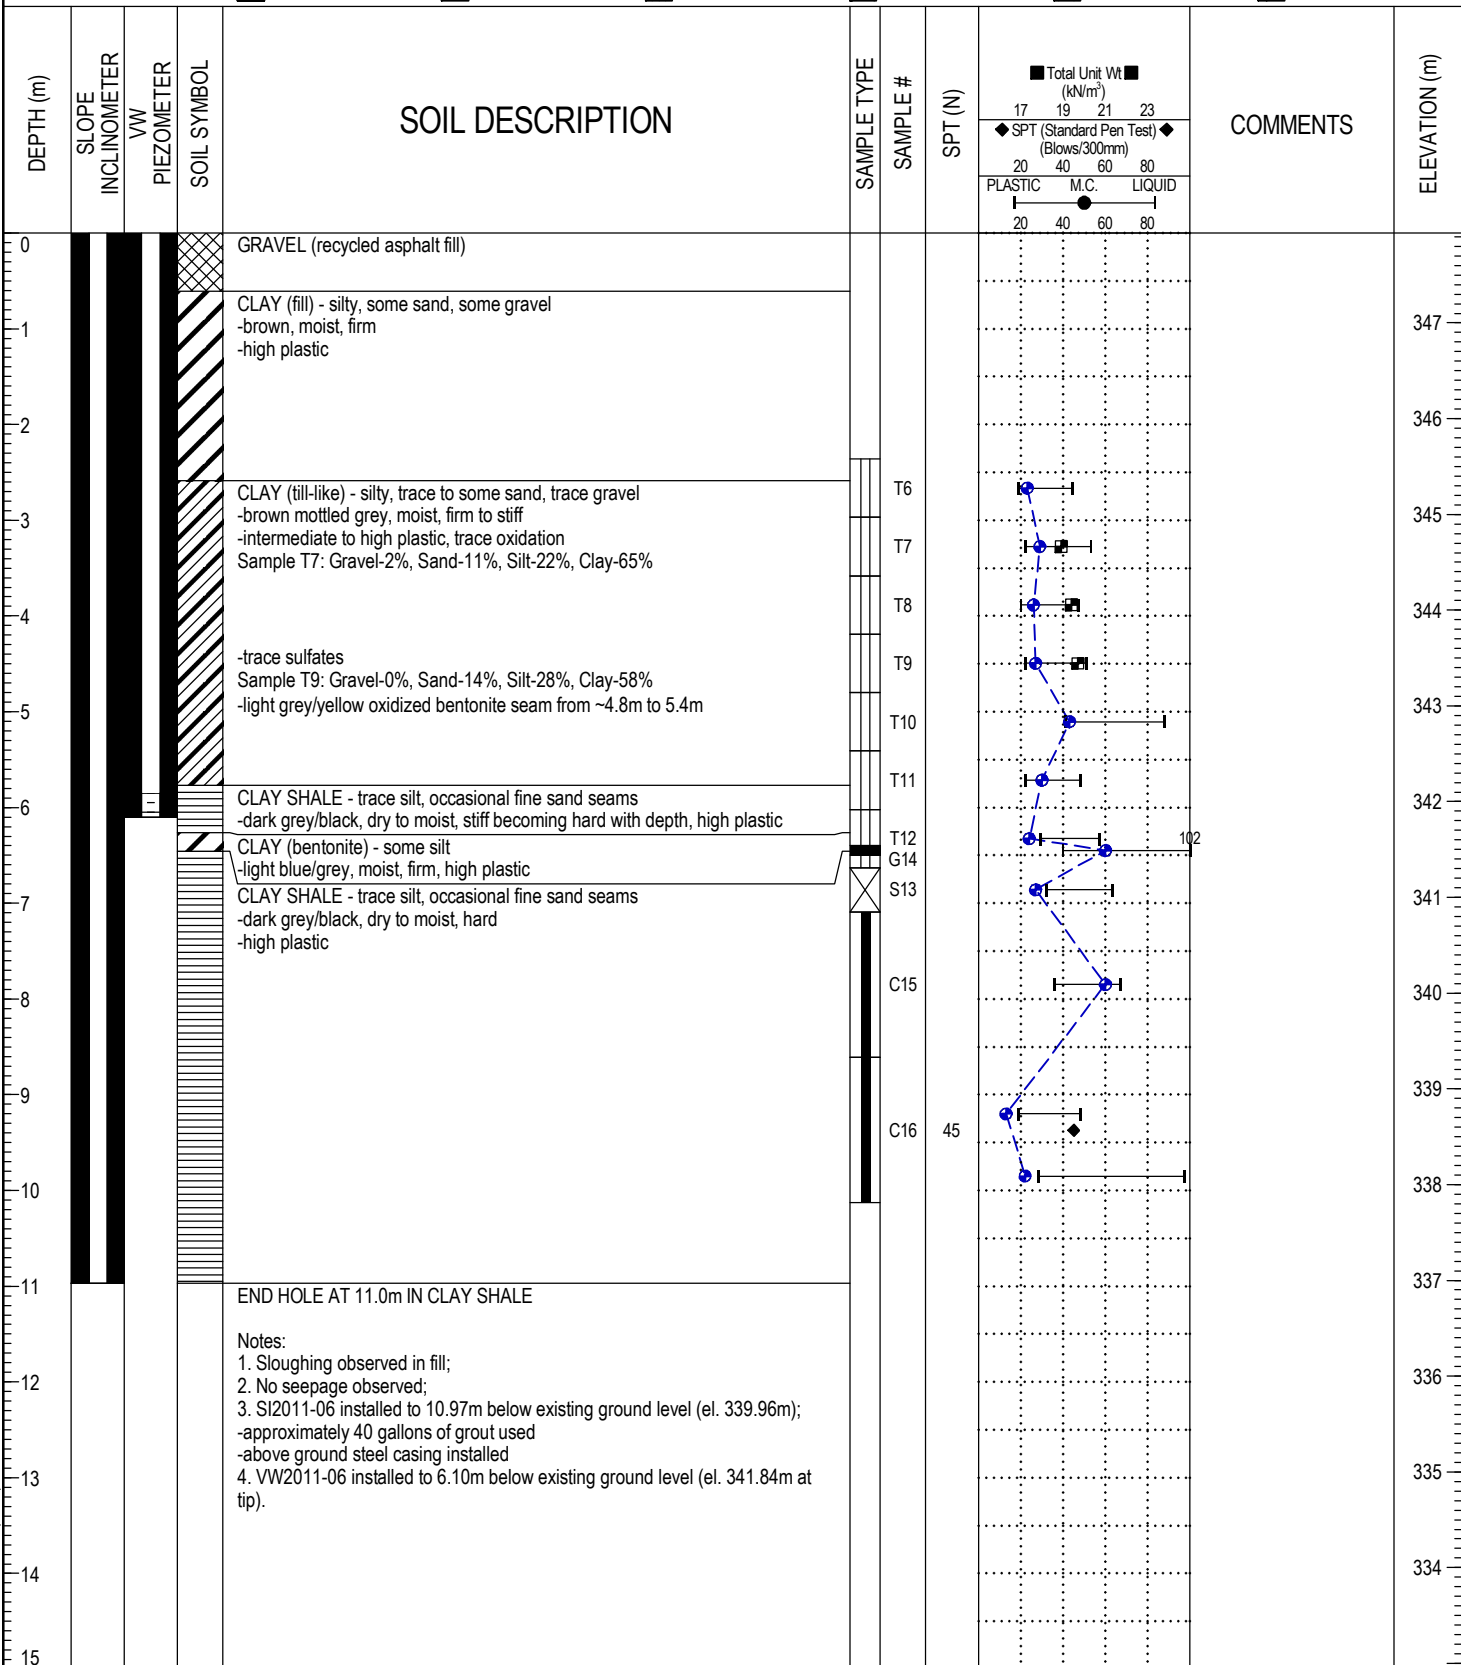 DEPTH (m)
SLOPE
INCLINOMETER
VW
PIEZOMETER
SOIL SYMBOL
SOIL DESCRIPTION
SAMPLE TYPE
SAMPLE #
SPT (N)
Total Unit Wt
(kN/m³)
17 19 21 23
SPT (Standard Pen Test)
(Blows/300mm)
20 40 60 80
PLASTIC M.C. LIQUID
20 40 60 80
COMMENTS
ELEVATION (m)
0
GRAVEL (recycled asphalt fill)
CLAY (fill) - silty, some sand, some gravel
1
-brown, moist, firm
347
-high plastic
2
346
T6
CLAY (till-like) - silty, trace to some sand, trace gravel
3
-brown mottled grey, moist, firm to stiff
345
-intermediate to high plastic, trace oxidation
T7
Sample T7: Gravel-2%, Sand-11%, Silt-22%, Clay-65%
T8
4
344
-trace sulfates
T9
Sample T9: Gravel-0%, Sand-14%, Silt-28%, Clay-58%
-light grey/yellow oxidized bentonite seam from ~4.8m to 5.4m
5
343
T10
T11
CLAY SHALE - trace silt, occasional fine sand seams
6
342
-dark grey/black, dry to moist, stiff becoming hard with depth, high plastic
T12
102
CLAY (bentonite) - some silt
G14
-light blue/grey, moist, firm, high plastic
S13
CLAY SHALE - trace silt, occasional fine sand seams
7
341
-dark grey/black, dry to moist, hard
-high plastic
C15
8
340
9
339
C16
45
10
338
11
337
END HOLE AT 11.0m IN CLAY SHALE
Notes:
1. Sloughing observed in fill;
12
336
2. No seepage observed;
3. SI2011-06 installed to 10.97m below existing ground level (el. 339.96m);
-approximately 40 gallons of grout used
-above ground steel casing installed
13
335
4. VW2011-06 installed to 6.10m below existing ground level (el. 341.84m at
tip).
14
334
15